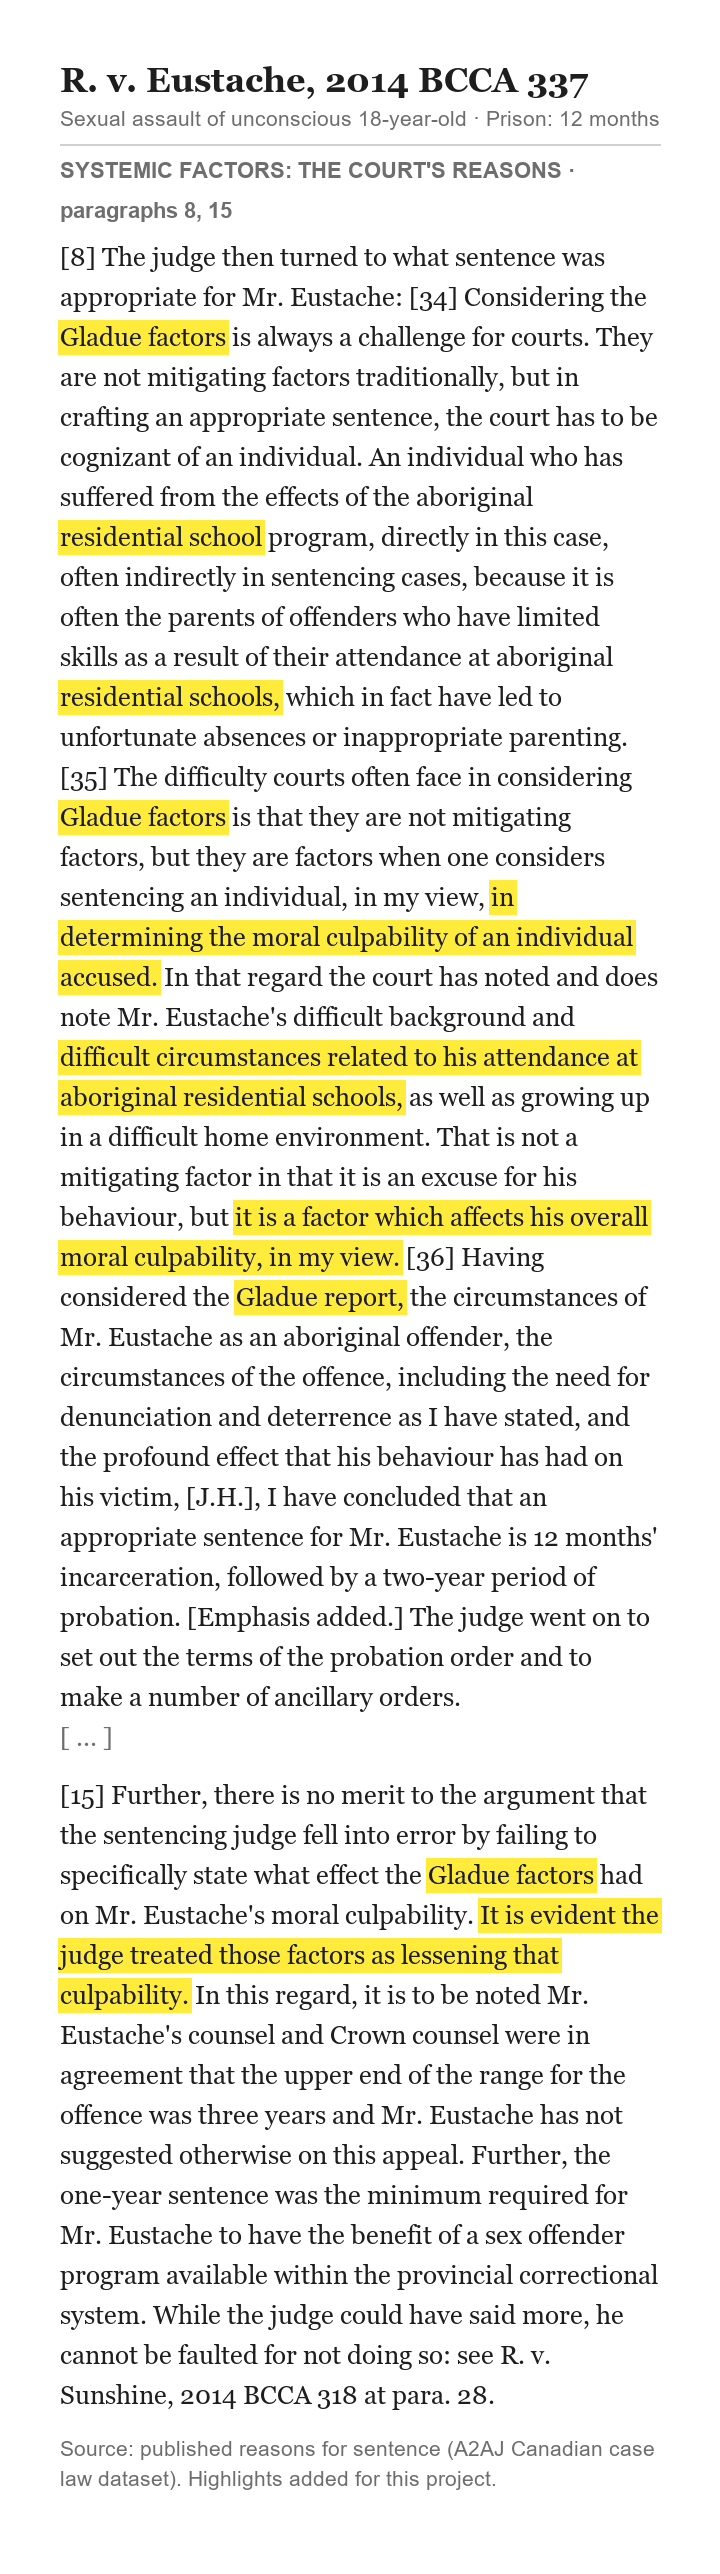 R. v. Eustache, 2014 BCCA 337
Sexual assault of unconscious 18-year-old · Prison: 12 months
SYSTEMIC FACTORS: THE COURT'S REASONS ·
paragraphs 8, 15
[8] The judge then turned to what sentence was
appropriate for Mr. Eustache: [34] Considering the
Gladue factors is always a challenge for courts. They
are not mitigating factors traditionally, but in
crafting an appropriate sentence, the court has to be
cognizant of an individual. An individual who has
suffered from the effects of the aboriginal
residential school program, directly in this case,
often indirectly in sentencing cases, because it is
often the parents of offenders who have limited
skills as a result of their attendance at aboriginal
residential schools, which in fact have led to
unfortunate absences or inappropriate parenting.
[35] The difficulty courts often face in considering
Gladue factors is that they are not mitigating
factors, but they are factors when one considers
sentencing an individual, in my view, in
determining the moral culpability of an individual
accused. In that regard the court has noted and does
note Mr. Eustache's difficult background and
difficult circumstances related to his attendance at
aboriginal residential schools, as well as growing up
in a difficult home environment. That is not a
mitigating factor in that it is an excuse for his
behaviour, but it is a factor which affects his overall
moral culpability, in my view. [36] Having
considered the Gladue report, the circumstances of
Mr. Eustache as an aboriginal offender, the
circumstances of the offence, including the need for
denunciation and deterrence as I have stated, and
the profound effect that his behaviour has had on
his victim, [J.H.], I have concluded that an
appropriate sentence for Mr. Eustache is 12 months'
incarceration, followed by a two-year period of
probation. [Emphasis added.] The judge went on to
set out the terms of the probation order and to
make a number of ancillary orders.
[ ... ]
[15] Further, there is no merit to the argument that
the sentencing judge fell into error by failing to
specifically state what effect the Gladue factors had
on Mr. Eustache's moral culpability. It is evident the
judge treated those factors as lessening that
culpability. In this regard, it is to be noted Mr.
Eustache's counsel and Crown counsel were in
agreement that the upper end of the range for the
offence was three years and Mr. Eustache has not
suggested otherwise on this appeal. Further, the
one-year sentence was the minimum required for
Mr. Eustache to have the benefit of a sex offender
program available within the provincial correctional
system. While the judge could have said more, he
cannot be faulted for not doing so: see R. v.
Sunshine, 2014 BCCA 318 at para. 28.
Source: published reasons for sentence (A2AJ Canadian case
law dataset). Highlights added for this project.